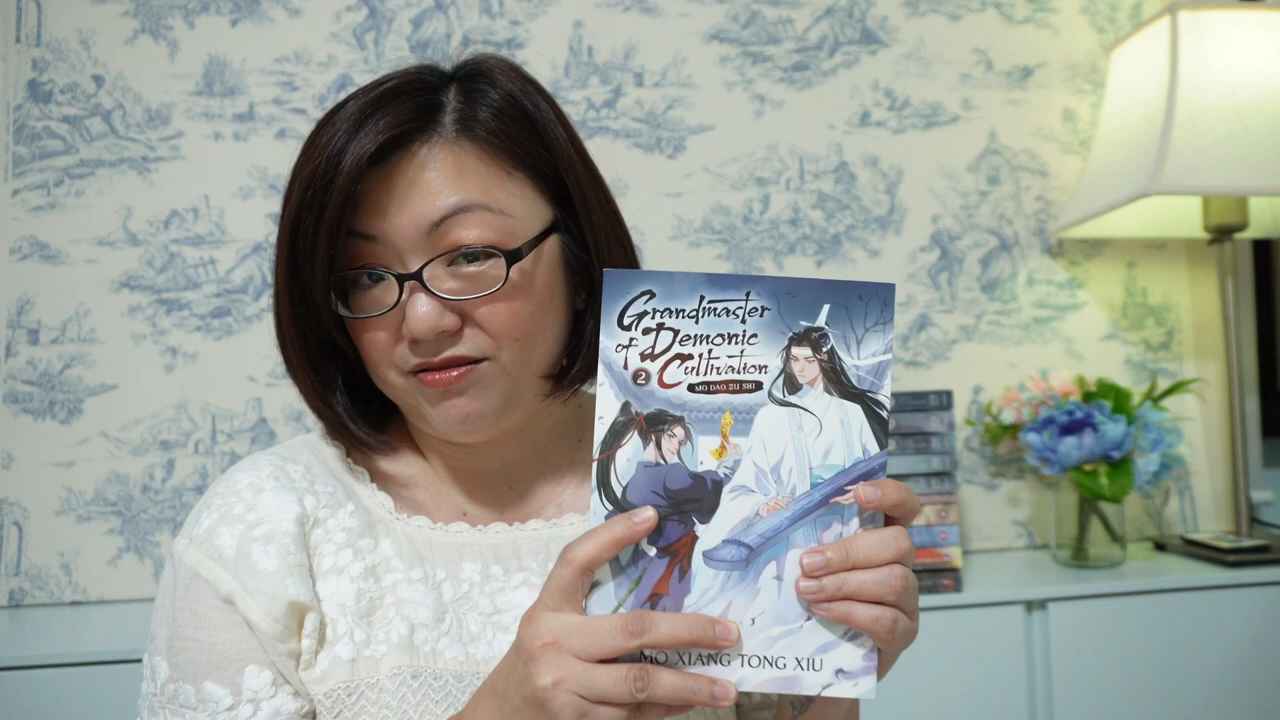 Grandmaster
of Demonic
2 Cultivation
MO DAO ZU SHI
MO XIANG TONG XIU